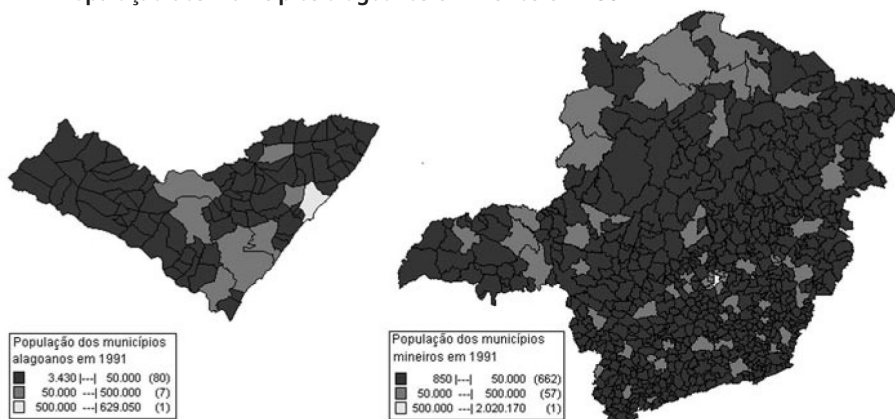 População dos municípios
alagoanos em 1991
3.430 |---| 50.000 (80)
50.000 ---| 500.000 (7)
500.000 ---| 629.050 (1)
População dos municípios
mineiros em 1991
850 |---| 50.000 (662)
50.000 ---| 500.000 (57)
500.000 ---| 2.020.170 (1)